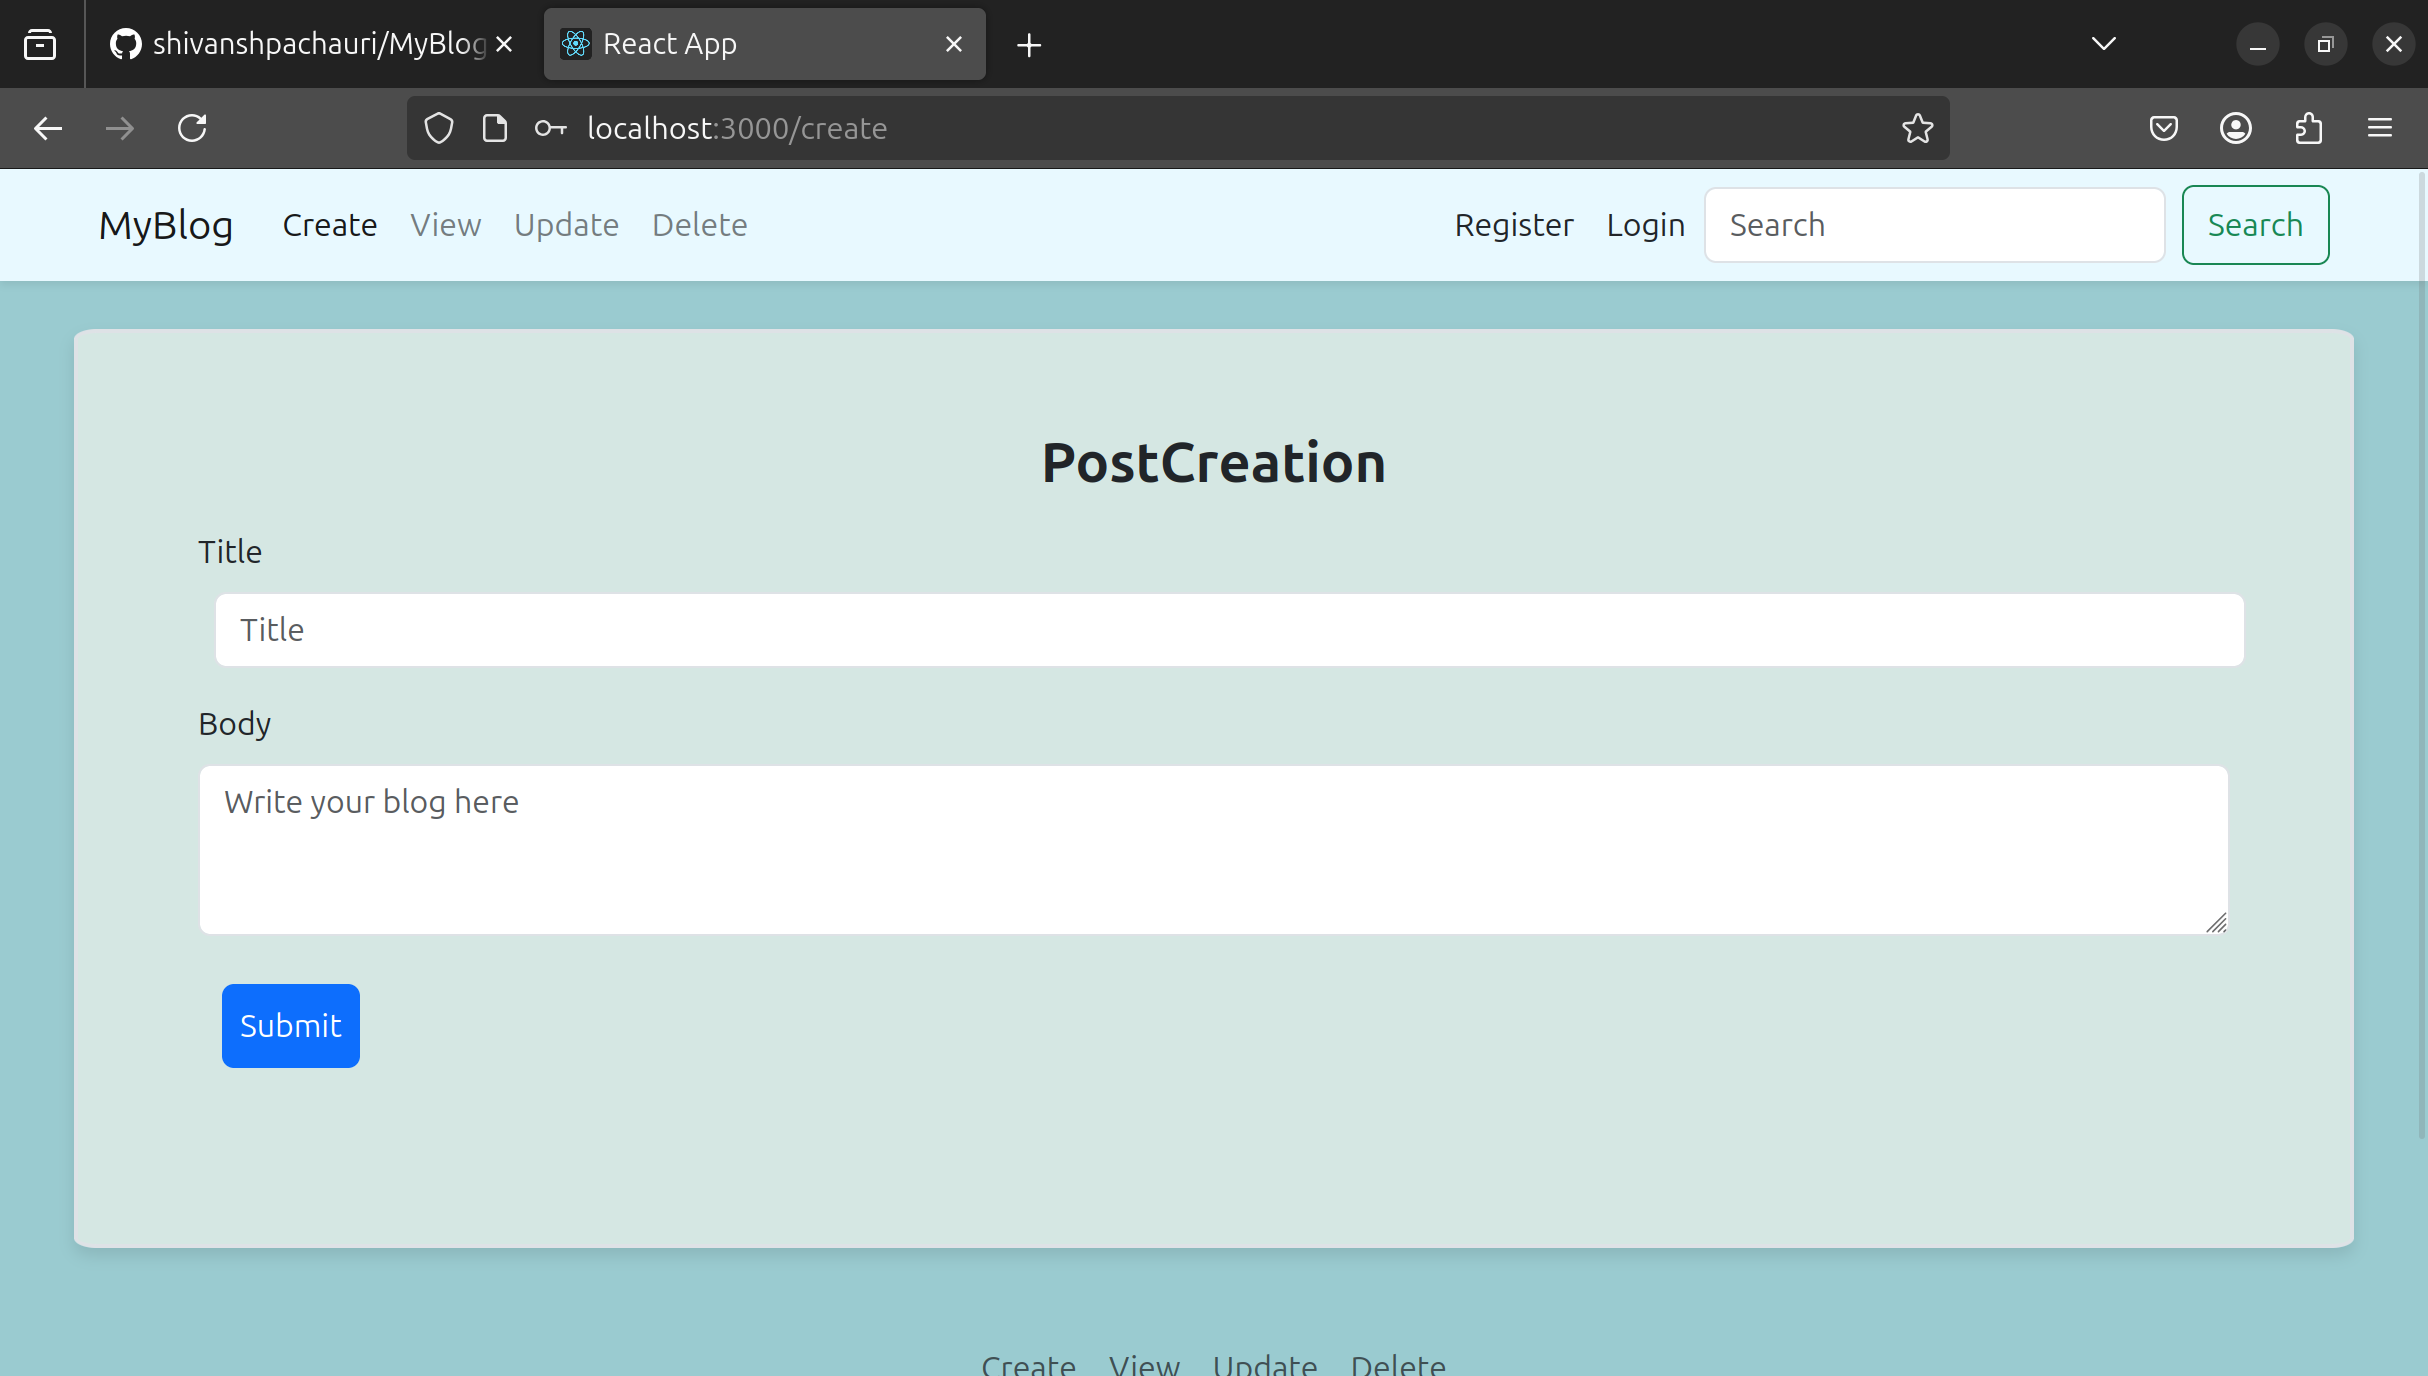 shivanshpachauri/MyBlog
React App
localhost:3000/create
MyBlog Create View Update Delete Register Login Search Search
PostCreation
Title
Title
Body
Write your blog here
Submit
Create View Update Delete